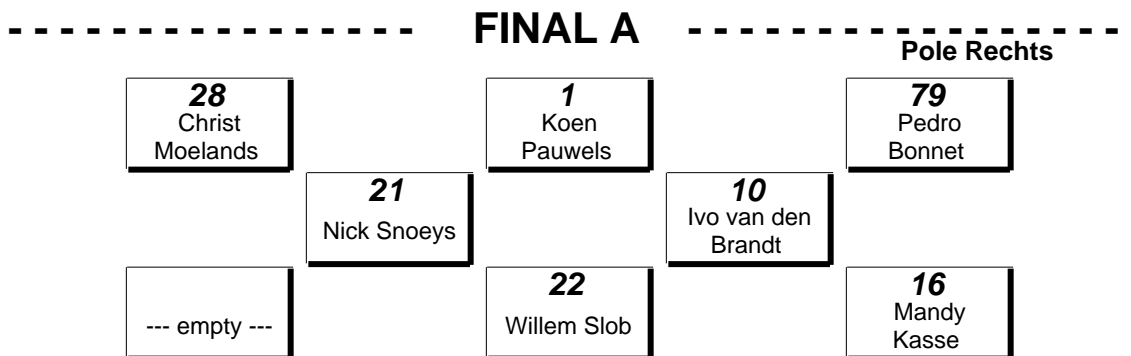 - - - - - - - - - - - - - - - - - FINAL A - - - - - - - - - - - - - - - - - -
Pole Rechts
28
Christ
Moelands
1
Koen
Pauwels
79
Pedro
Bonnet
21
Nick Snoeys
10
Ivo van den
Brandt
--- empty ---
22
Willem Slob
16
Mandy
Kasse